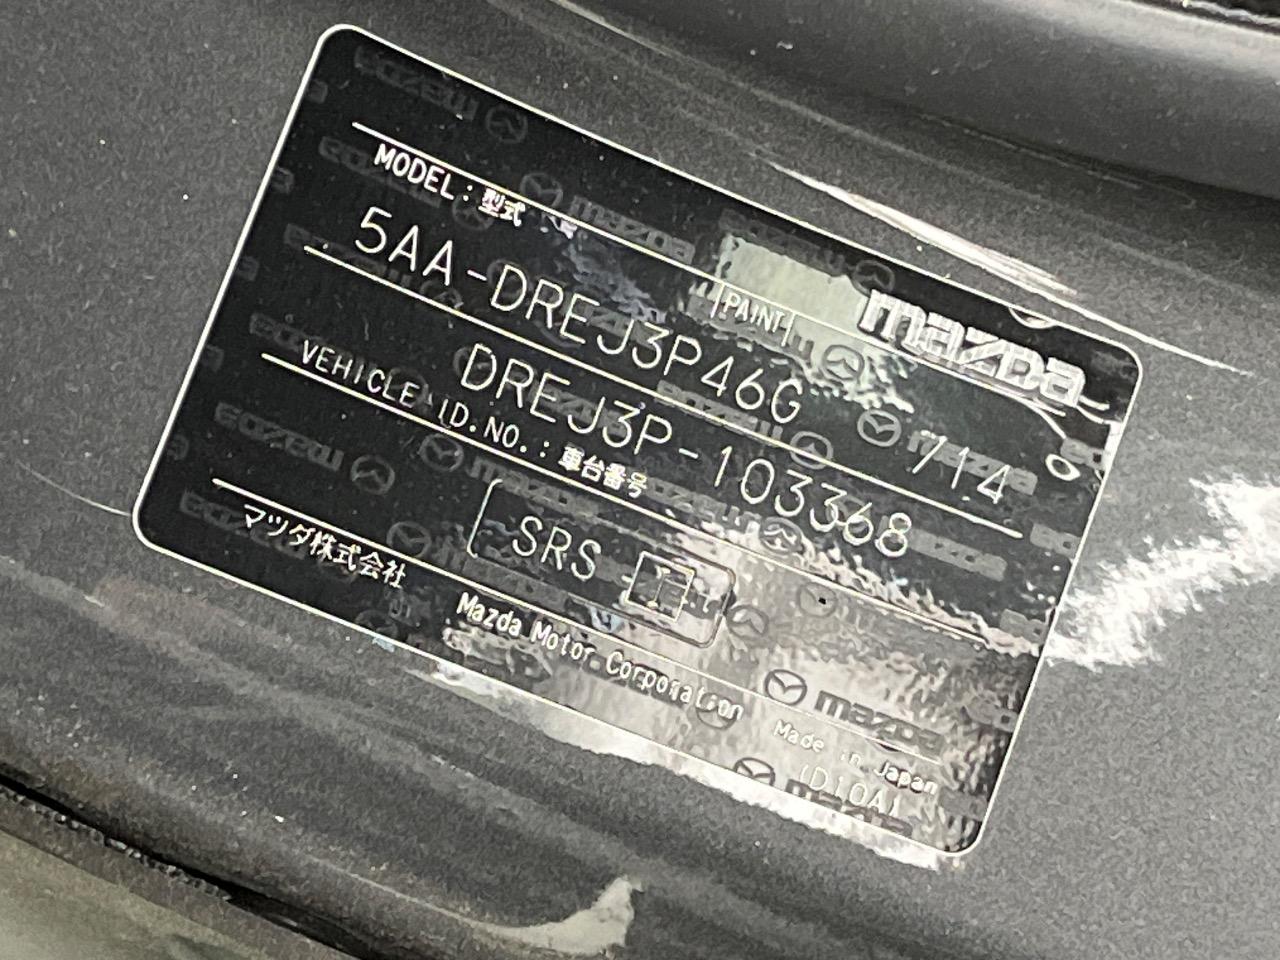 mazda
MODEL : 型式
PAINT
5AA-DREJ3P46G
714
DREJ3P-103368
VEHICLE ID.NO. : 車台番号
SRS-II
マツダ株式会社
Mazda Motor Corporation
Made in Japan
(D10A)